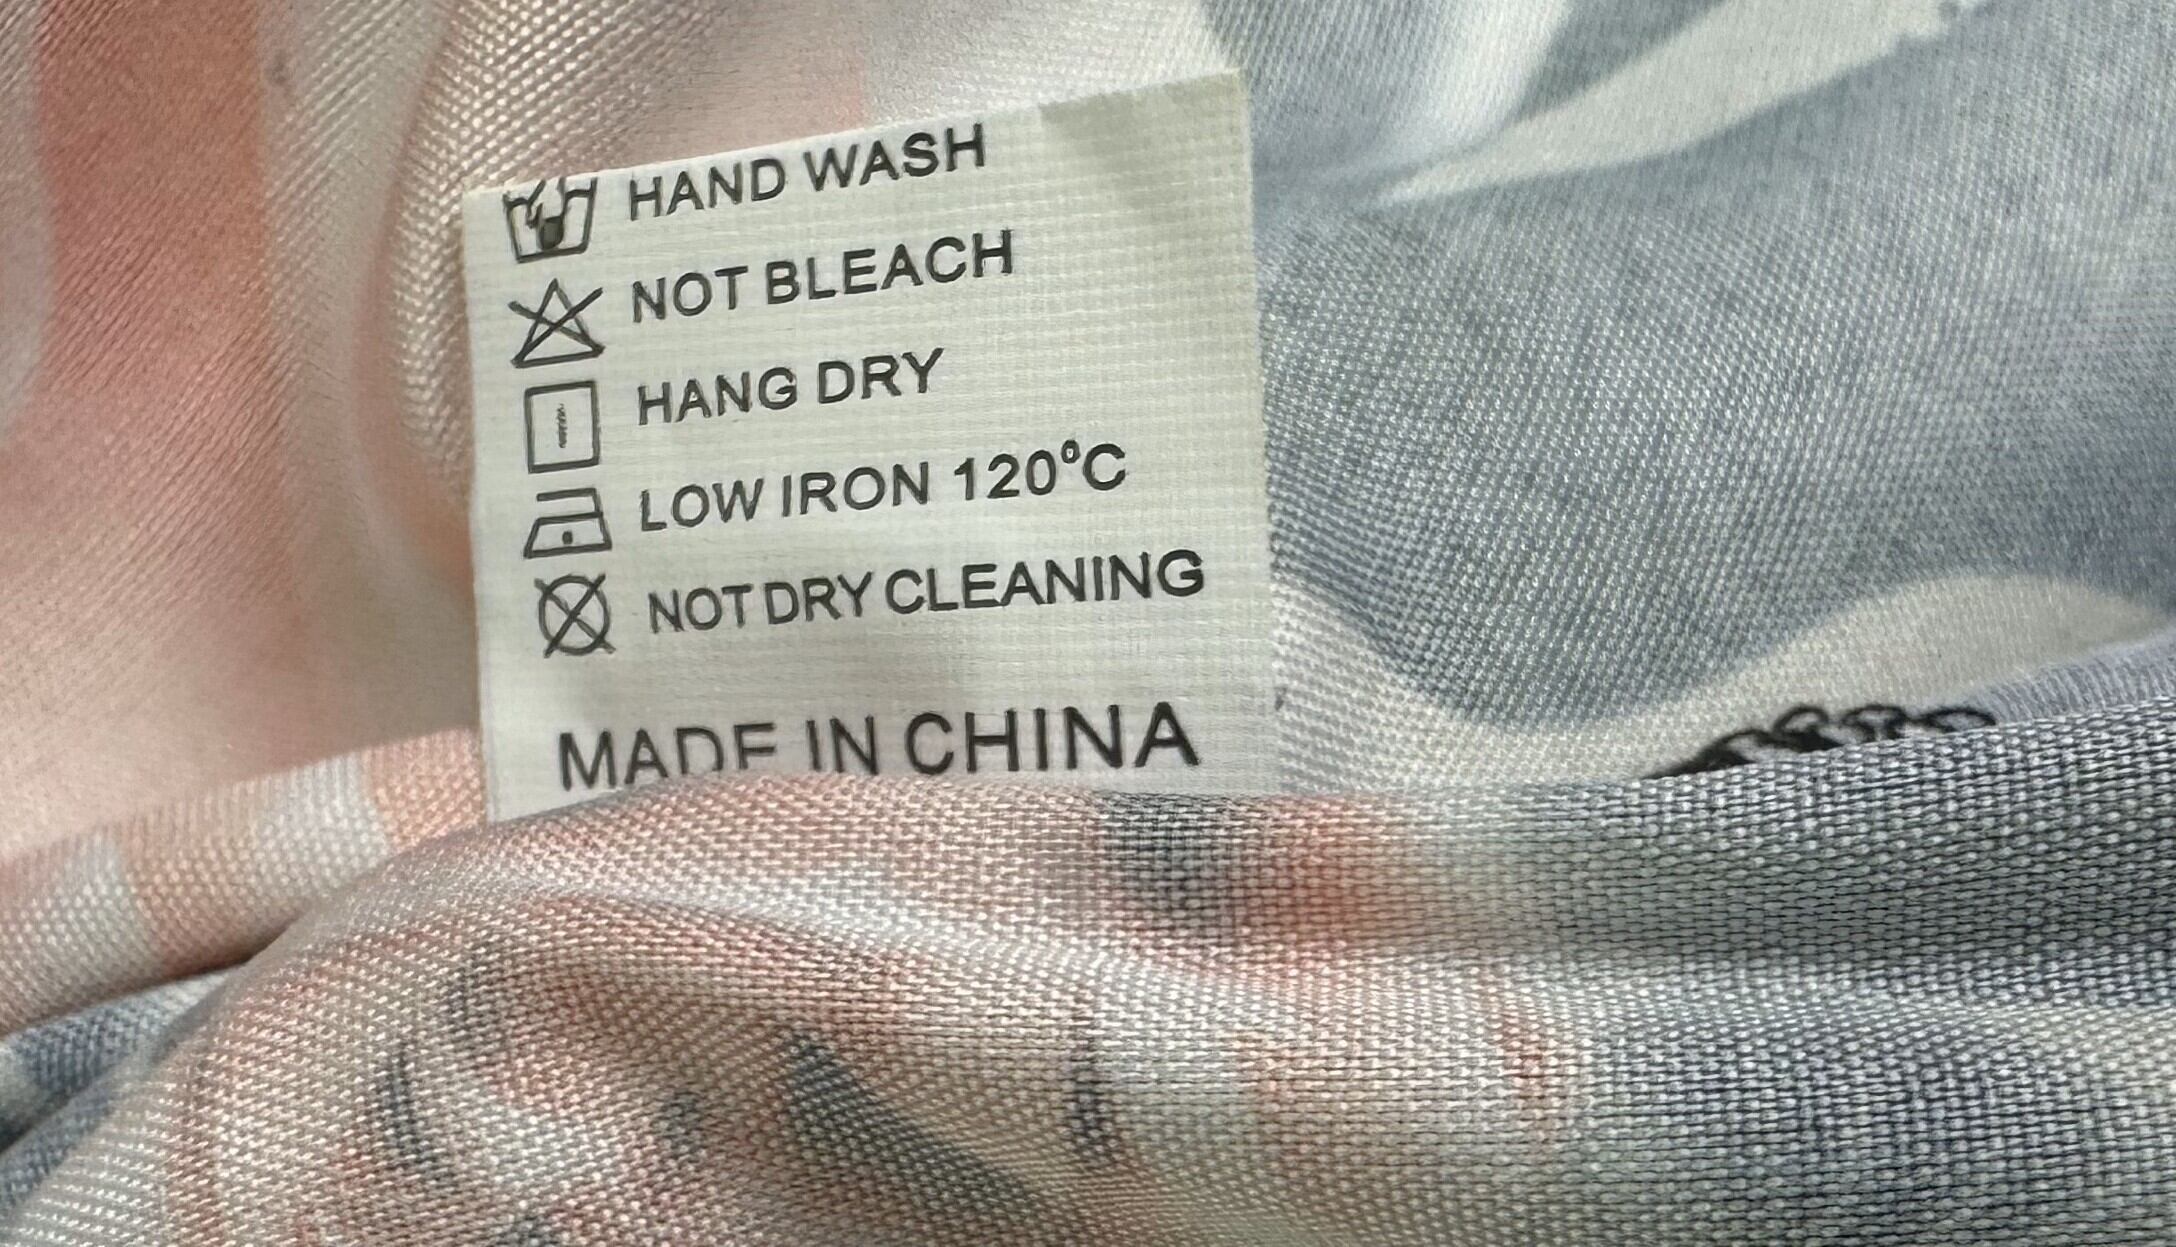 HAND WASH
NOT BLEACH
HANG DRY
LOW IRON 120°C
NOT DRY CLEANING
MADE IN CHINA